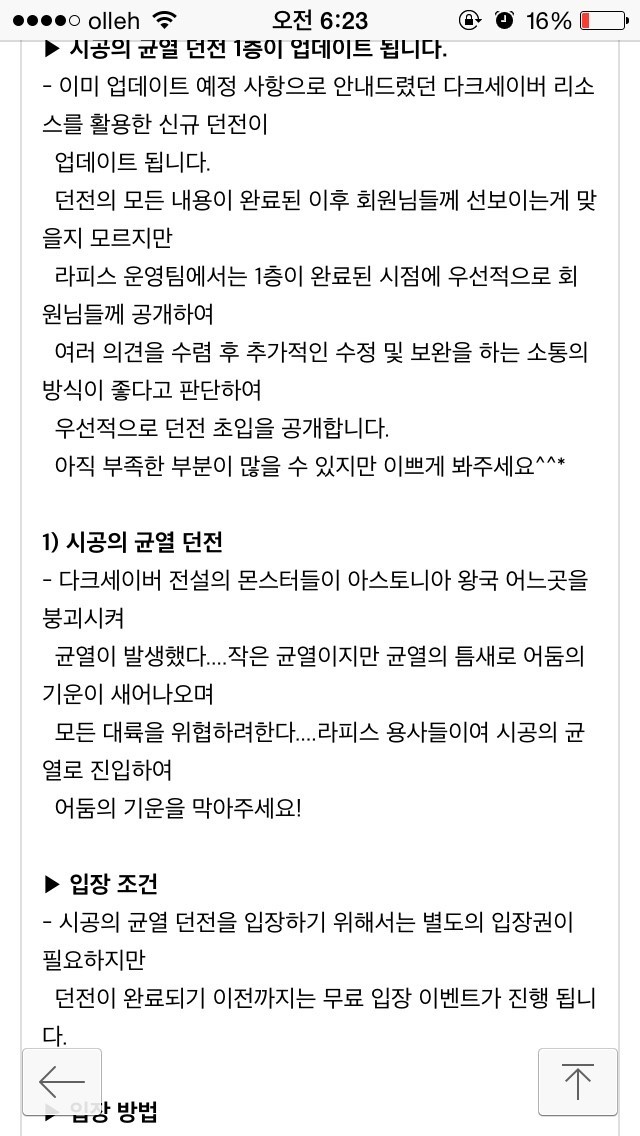 olleh 오전 6:23 16%
▶ 시공의 균열 던전 1층이 업데이트 됩니다.
- 이미 업데이트 예정 사항으로 안내드렸던 다크세이버 리소
스를 활용한 신규 던전이
업데이트 됩니다.
던전의 모든 내용이 완료된 이후 회원님들께 선보이는게 맞
을지 모르지만
라피스 운영팀에서는 1층이 완료된 시점에 우선적으로 회
원님들께 공개하여
여러 의견을 수렴 후 추가적인 수정 및 보완을 하는 소통의
방식이 좋다고 판단하여
우선적으로 던전 초입을 공개합니다.
아직 부족한 부분이 많을 수 있지만 이쁘게 봐주세요^^*
1) 시공의 균열 던전
- 다크세이버 전설의 몬스터들이 아스토니아 왕국 어느곳을
붕괴시켜
균열이 발생했다....작은 균열이지만 균열의 틈새로 어둠의
기운이 새어나오며
모든 대륙을 위협하려한다....라피스 용사들이여 시공의 균
열로 진입하여
어둠의 기운을 막아주세요!
▶ 입장 조건
- 시공의 균열 던전을 입장하기 위해서는 별도의 입장권이
필요하지만
던전이 완료되기 이전까지는 무료 입장 이벤트가 진행 됩니
다.
▶ 입장 방법